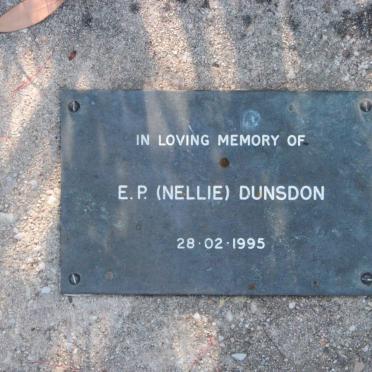 IN LOVING MEMORY OF
E.P. (NELLIE) DUNSDON
28·02·1995